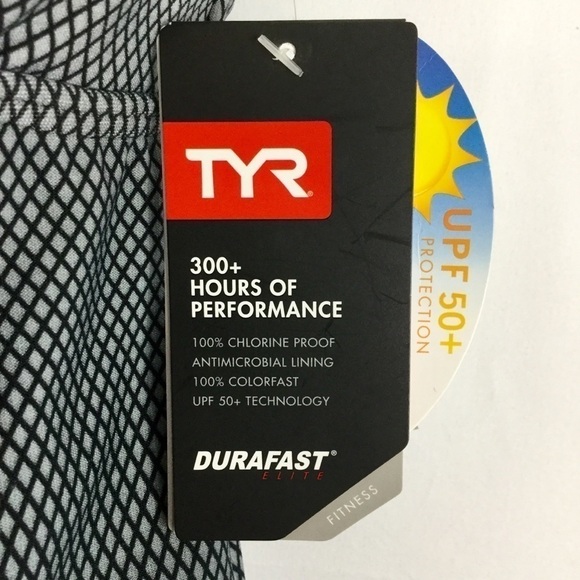 TYR®
300+
HOURS OF
PERFORMANCE
100% CHLORINE PROOF
ANTIMICROBIAL LINING
100% COLORFAST
UPF 50+ TECHNOLOGY
DURAFAST®
ELITE
FITNESS
UPF 50+
PROTECTION